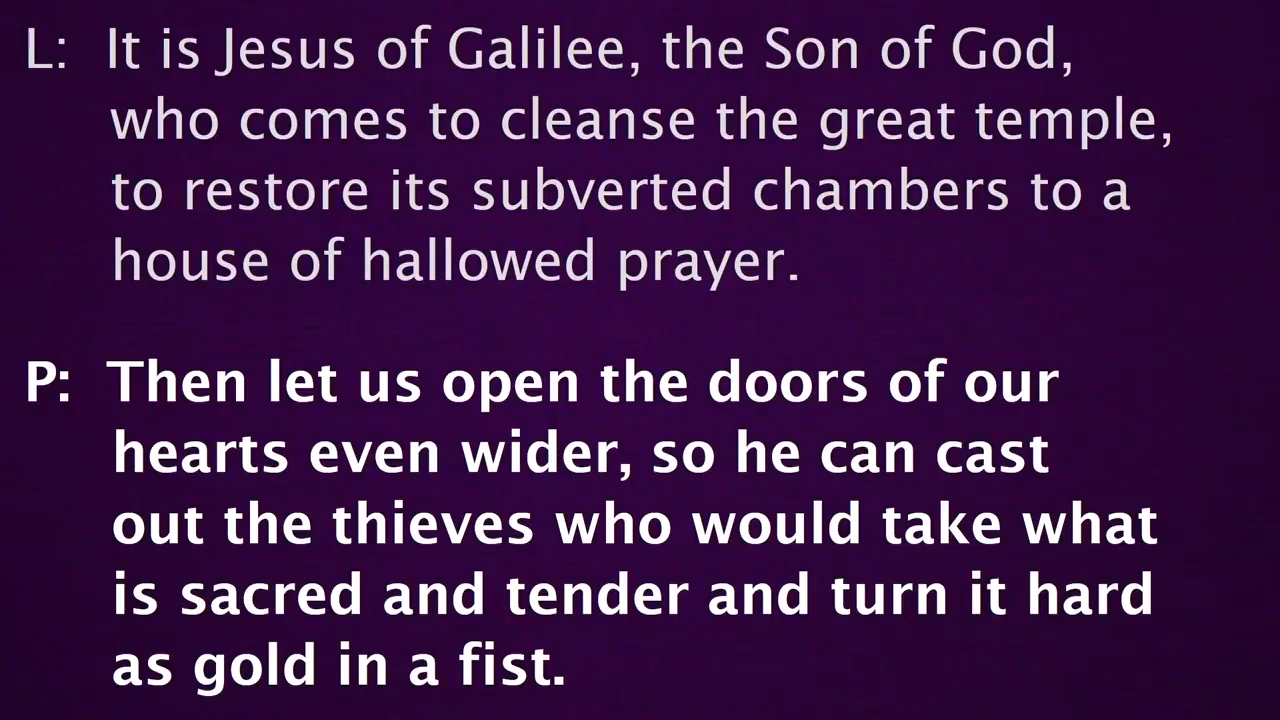 L: It is Jesus of Galilee, the Son of God,
who comes to cleanse the great temple,
to restore its subverted chambers to a
house of hallowed prayer.
P: Then let us open the doors of our
hearts even wider, so he can cast
out the thieves who would take what
is sacred and tender and turn it hard
as gold in a fist.